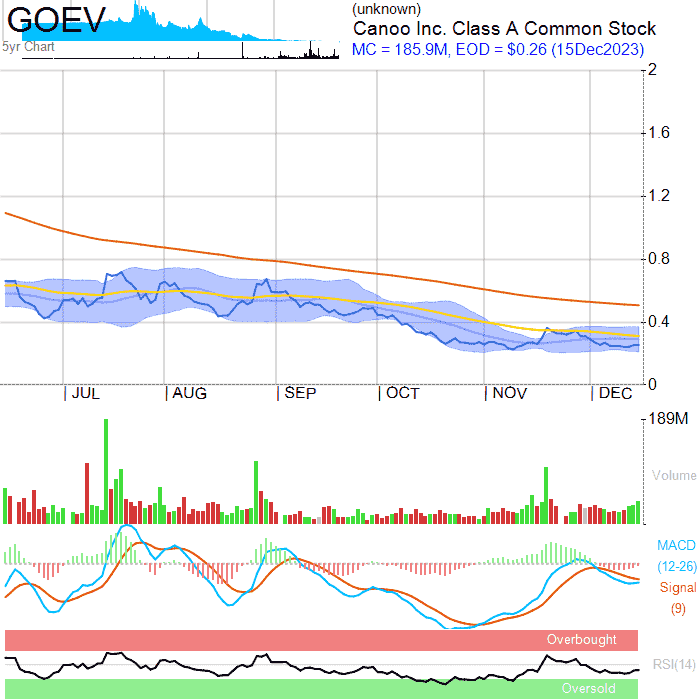 GOEV
5yr Chart
(unknown)
Canoo Inc. Class A Common Stock
MC = 185.9M, EOD = $0.26 (15Dec2023)
2
1.6
1.2
0.8
0.4
0
JUL AUG SEP OCT NOV DEC
189M
Volume
MACD
(12-26)
Signal
(9)
Overbought
RSI(14)
Oversold